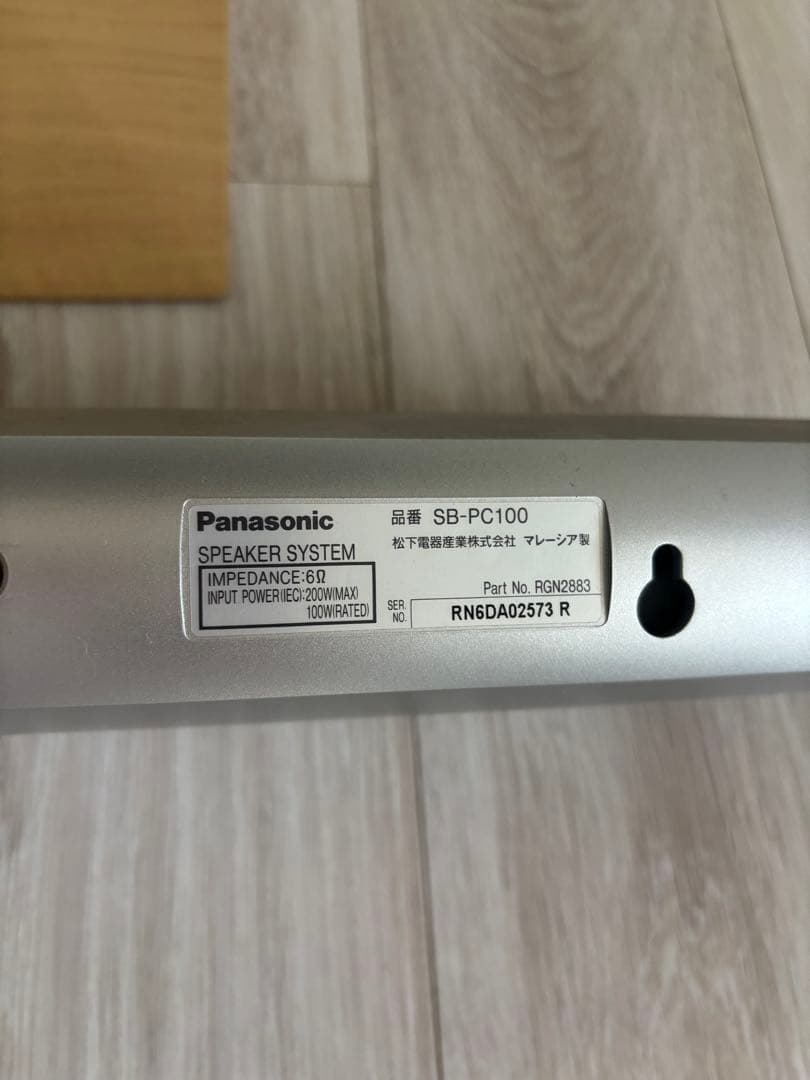 Panasonic
SPEAKER SYSTEM
IMPEDANCE:6Ω
INPUT POWER(IEC):200W(MAX)
100W(RATED)
品番 SB-PC100
松下電器産業株式会社 マレーシア製
Part No. RGN2883
SER. NO. RN6DA02573 R